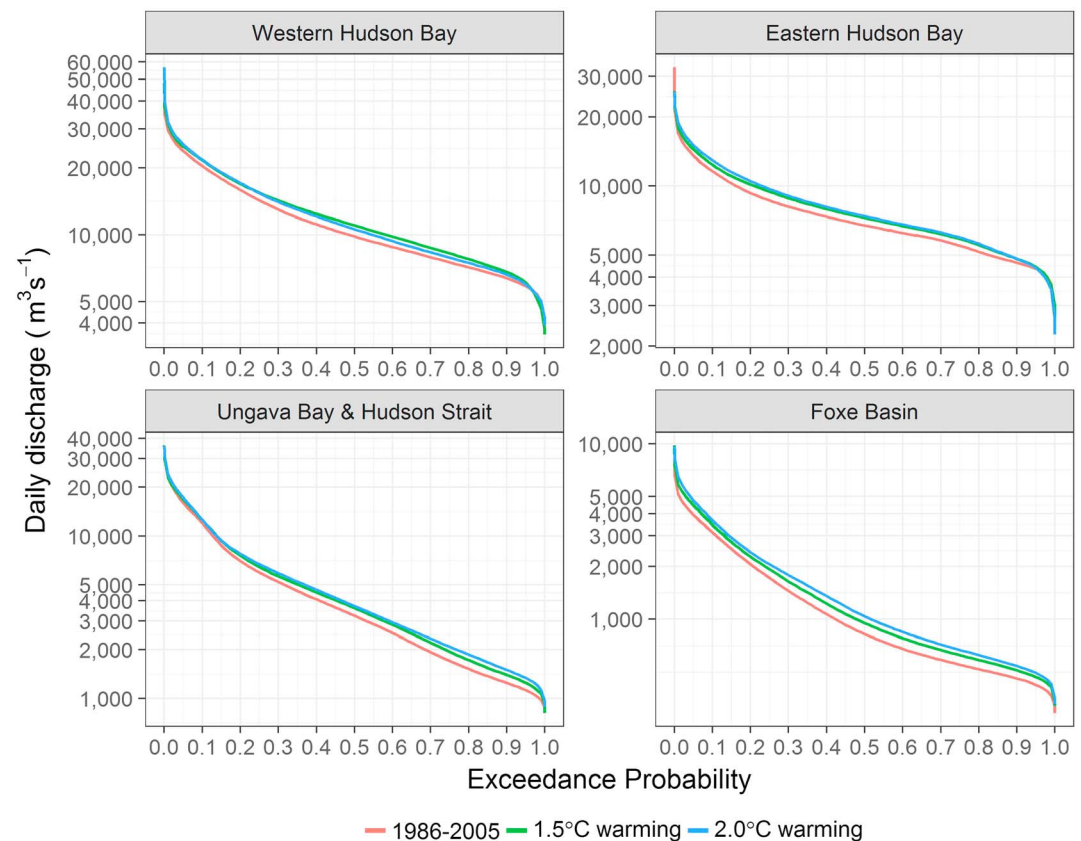 Western Hudson Bay
Eastern Hudson Bay
60,000
50,000
40,000
30,000
20,000
10,000
5,000
4,000
30,000
20,000
10,000
5,000
4,000
3,000
2,000
0.0 0.1 0.2 0.3 0.4 0.5 0.6 0.7 0.8 0.9 1.0
0.0 0.1 0.2 0.3 0.4 0.5 0.6 0.7 0.8 0.9 1.0
Daily discharge ( m³s⁻¹)
Ungava Bay & Hudson Strait
Foxe Basin
40,000
30,000
20,000
10,000
5,000
4,000
3,000
2,000
1,000
10,000
5,000
4,000
3,000
2,000
1,000
0.0 0.1 0.2 0.3 0.4 0.5 0.6 0.7 0.8 0.9 1.0
0.0 0.1 0.2 0.3 0.4 0.5 0.6 0.7 0.8 0.9 1.0
Exceedance Probability
1986-2005 1.5°C warming 2.0°C warming